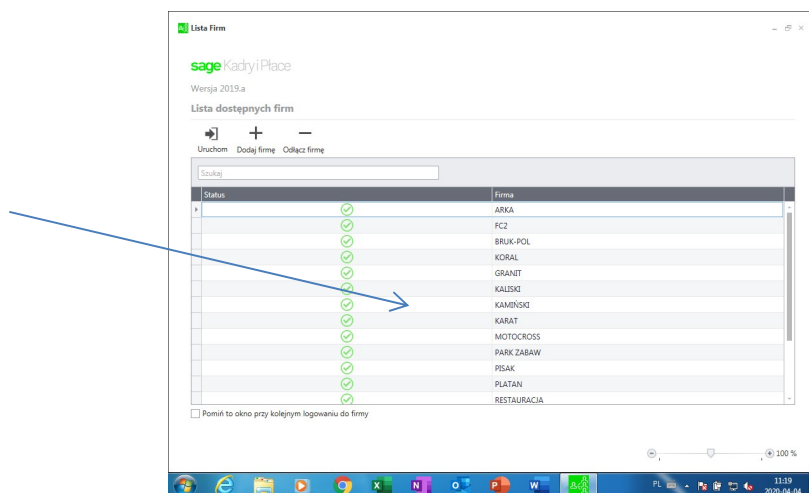 Lista Firm
sage Kadry i Płace
Wersja 2019.a
Lista dostępnych firm
Uruchom Dodaj firmę Odłącz firmę
Szukaj
Status Firma
ARKA
FC2
BRUK-POL
KORAL
GRANIT
KALISKI
KAMIŃSKI
KARAT
MOTOCROSS
PARK ZABAW
PISAK
PLATAN
RESTAURACJA
Pomiń to okno przy kolejnym logowaniu do firmy
100 %
PL 11:19
2020-04-04